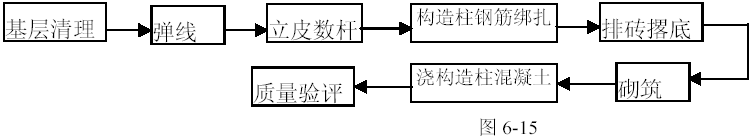 基层清理
弹线
立皮数杆
构造柱钢筋绑扎
排砖撂底
砌筑
浇构造柱混凝土
质量验评
图 6-15